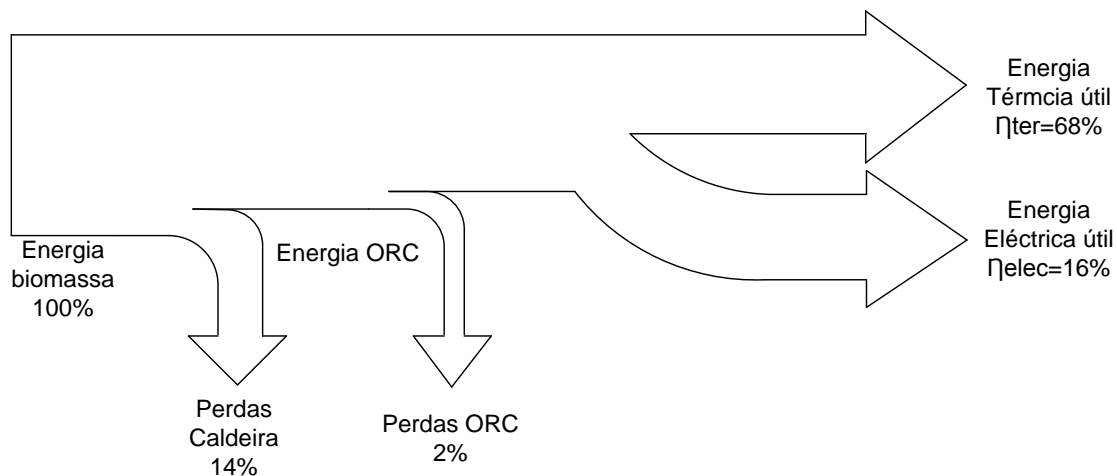 Energia
Térmcia útil
Ƞter=68%
Energia
Eléctrica útil
Ƞelec=16%
Energia
biomassa
100%
Energia ORC
Perdas
Caldeira
14%
Perdas ORC
2%